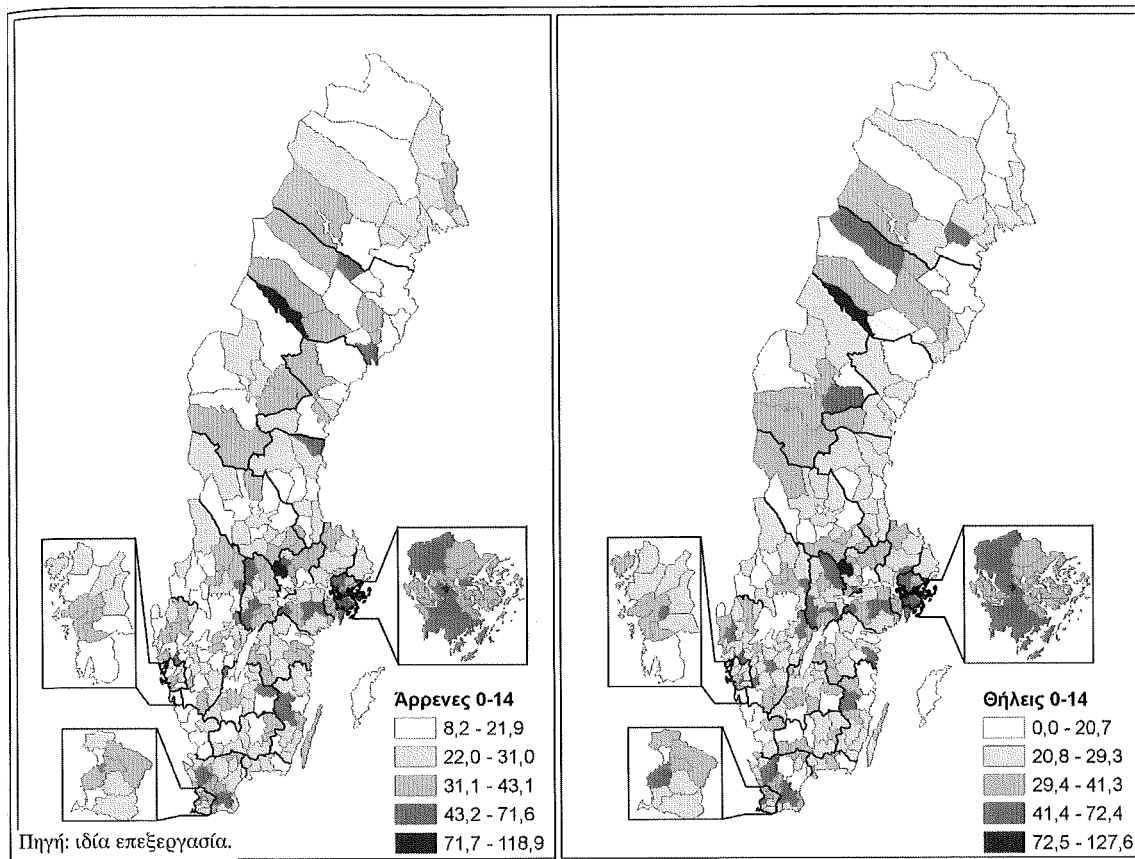 Άρρενες 0-14
8,2 - 21,9
22,0 - 31,0
31,1 - 43,1
43,2 - 71,6
71,7 - 118,9
Πηγή: ιδία επεξεργασία.
Θήλεις 0-14
0,0 - 20,7
20,8 - 29,3
29,4 - 41,3
41,4 - 72,4
72,5 - 127,6